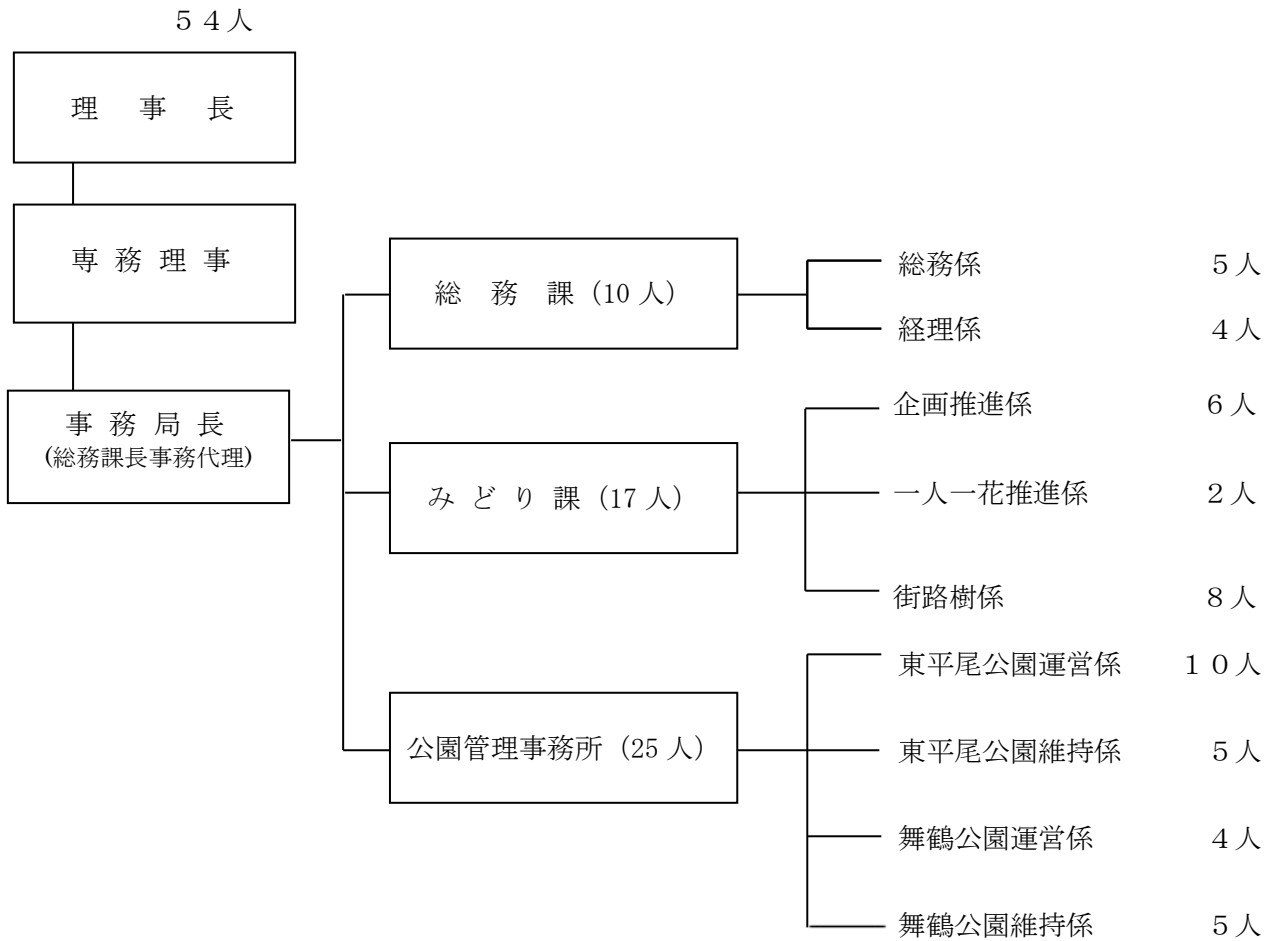 ５４人
理　事　長
専 務 理 事
事 務 局 長
(総務課長事務代理)
総　務　課（10 人）
総務係　５人
経理係　４人
み ど り 課（17 人）
企画推進係　６人
一人一花推進係　２人
街路樹係　８人
公園管理事務所（25 人）
東平尾公園運営係　１０人
東平尾公園維持係　５人
舞鶴公園運営係　４人
舞鶴公園維持係　５人